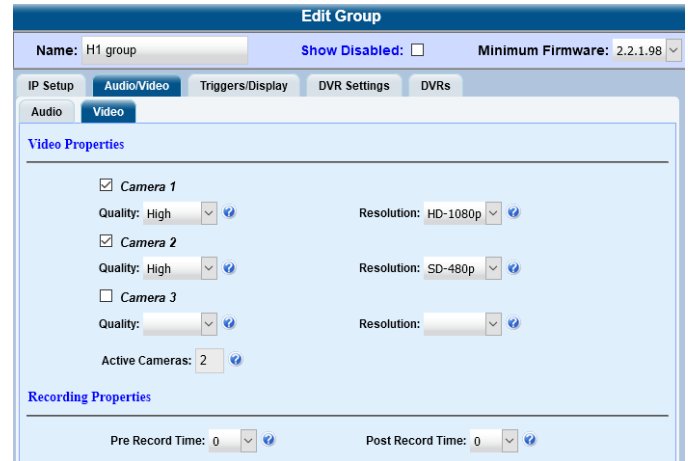 Edit Group
Name: H1 group Show Disabled: Minimum Firmware: 2.2.1.98
IP Setup Audio/Video Triggers/Display DVR Settings DVRs
Audio Video
Video Properties
Camera 1
Quality: High Resolution: HD-1080p
Camera 2
Quality: High Resolution: SD-480p
Camera 3
Quality: Resolution:
Active Cameras: 2
Recording Properties
Pre Record Time: 0 Post Record Time: 0